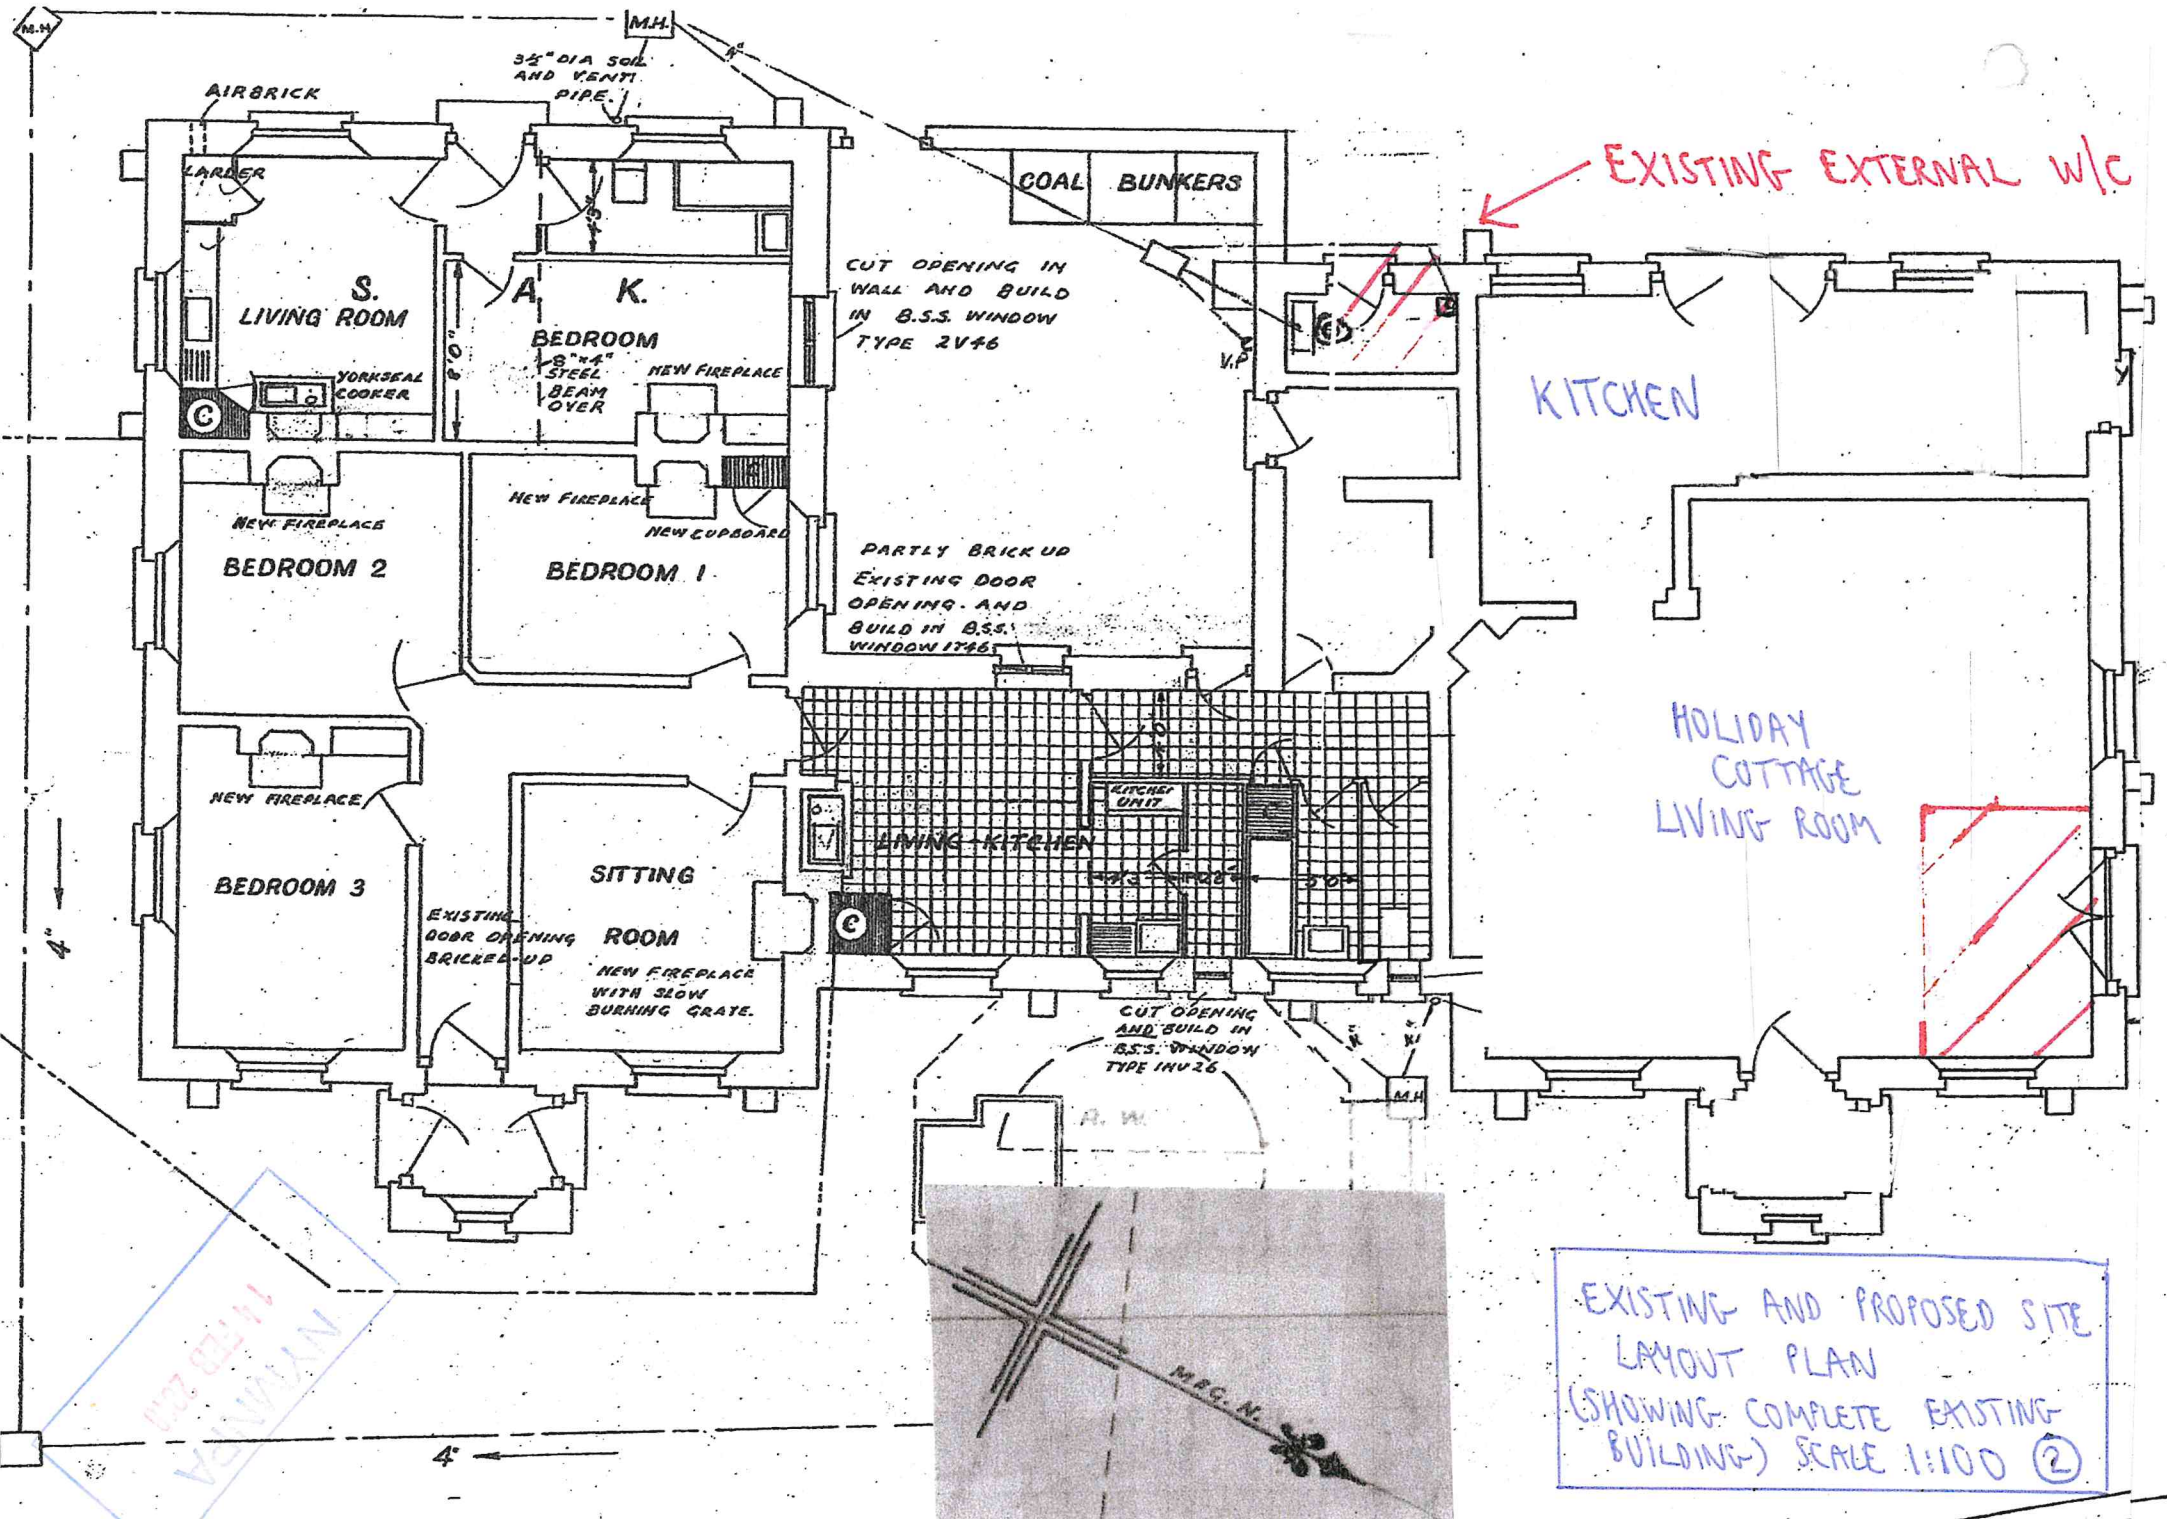 M.H
M.H.
4"
3½" DIA SOIL
AND VENT
PIPE.
AIRBRICK
LARDER
COAL BUNKERS
EXISTING EXTERNAL W/C
4'3"
S.
LIVING ROOM
A K.
BEDROOM
8"x4"
STEEL
BEAM
OVER
8'0"
NEW FIREPLACE
YORKSEAL
COOKER
C
CUT OPENING IN
WALL AND BUILD
IN B.S.S. WINDOW
TYPE 2V46
V.P
KITCHEN
NEW FIREPLACE
BEDROOM 2
NEW FIREPLACE
NEW CUPBOARD
BEDROOM 1
PARTLY BRICK UP
EXISTING DOOR
OPENING. AND
BUILD IN B.S.S.
WINDOW 1746
HOLIDAY
COTTAGE
LIVING ROOM
NEW FIREPLACE
BEDROOM 3
KITCHEN
UNIT
LIVING-KITCHEN
SITTING
ROOM
NEW FIREPLACE
WITH SLOW
BURNING GRATE.
EXISTING
DOOR OPENING
BRICKED-UP
C
4"
CUT OPENING
AND BUILD IN
B.S.S. WINDOW
TYPE 1HV26
M.H
MAG. N.
NYMNPA
14 FEB 2020
4"
EXISTING AND PROPOSED SITE
LAYOUT PLAN
(SHOWING COMPLETE EXISTING
BUILDING) SCALE 1:100 2